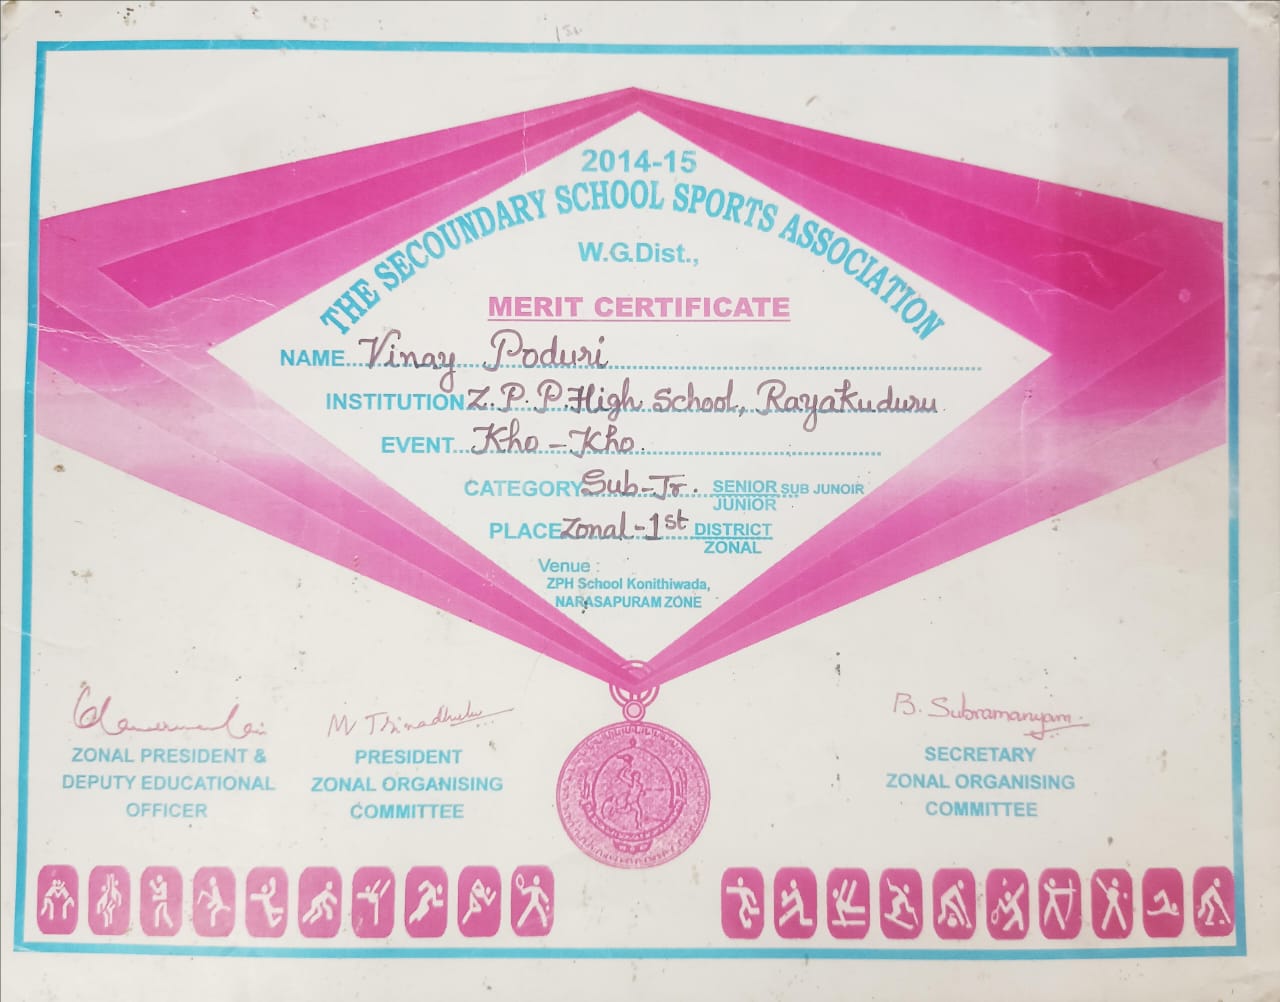 2014-15
THE SECOUNDARY SCHOOL SPORTS ASSOCIATION
W.G.Dist.,
MERIT CERTIFICATE
NAME Vinay Poduri
INSTITUTION Z.P.P.High School, Rayakuduru
EVENT Kho-Kho.
CATEGORY Sub-Jr. SENIOR SUB JUNOIR
JUNIOR
PLACE Zonal-1st DISTRICT
ZONAL
Venue :
ZPH School Konithiwada,
NARASAPURAM ZONE
B. Subramanyam
ZONAL PRESIDENT &
DEPUTY EDUCATIONAL
OFFICER
PRESIDENT
ZONAL ORGANISING
COMMITTEE
SECRETARY
ZONAL ORGANISING
COMMITTEE